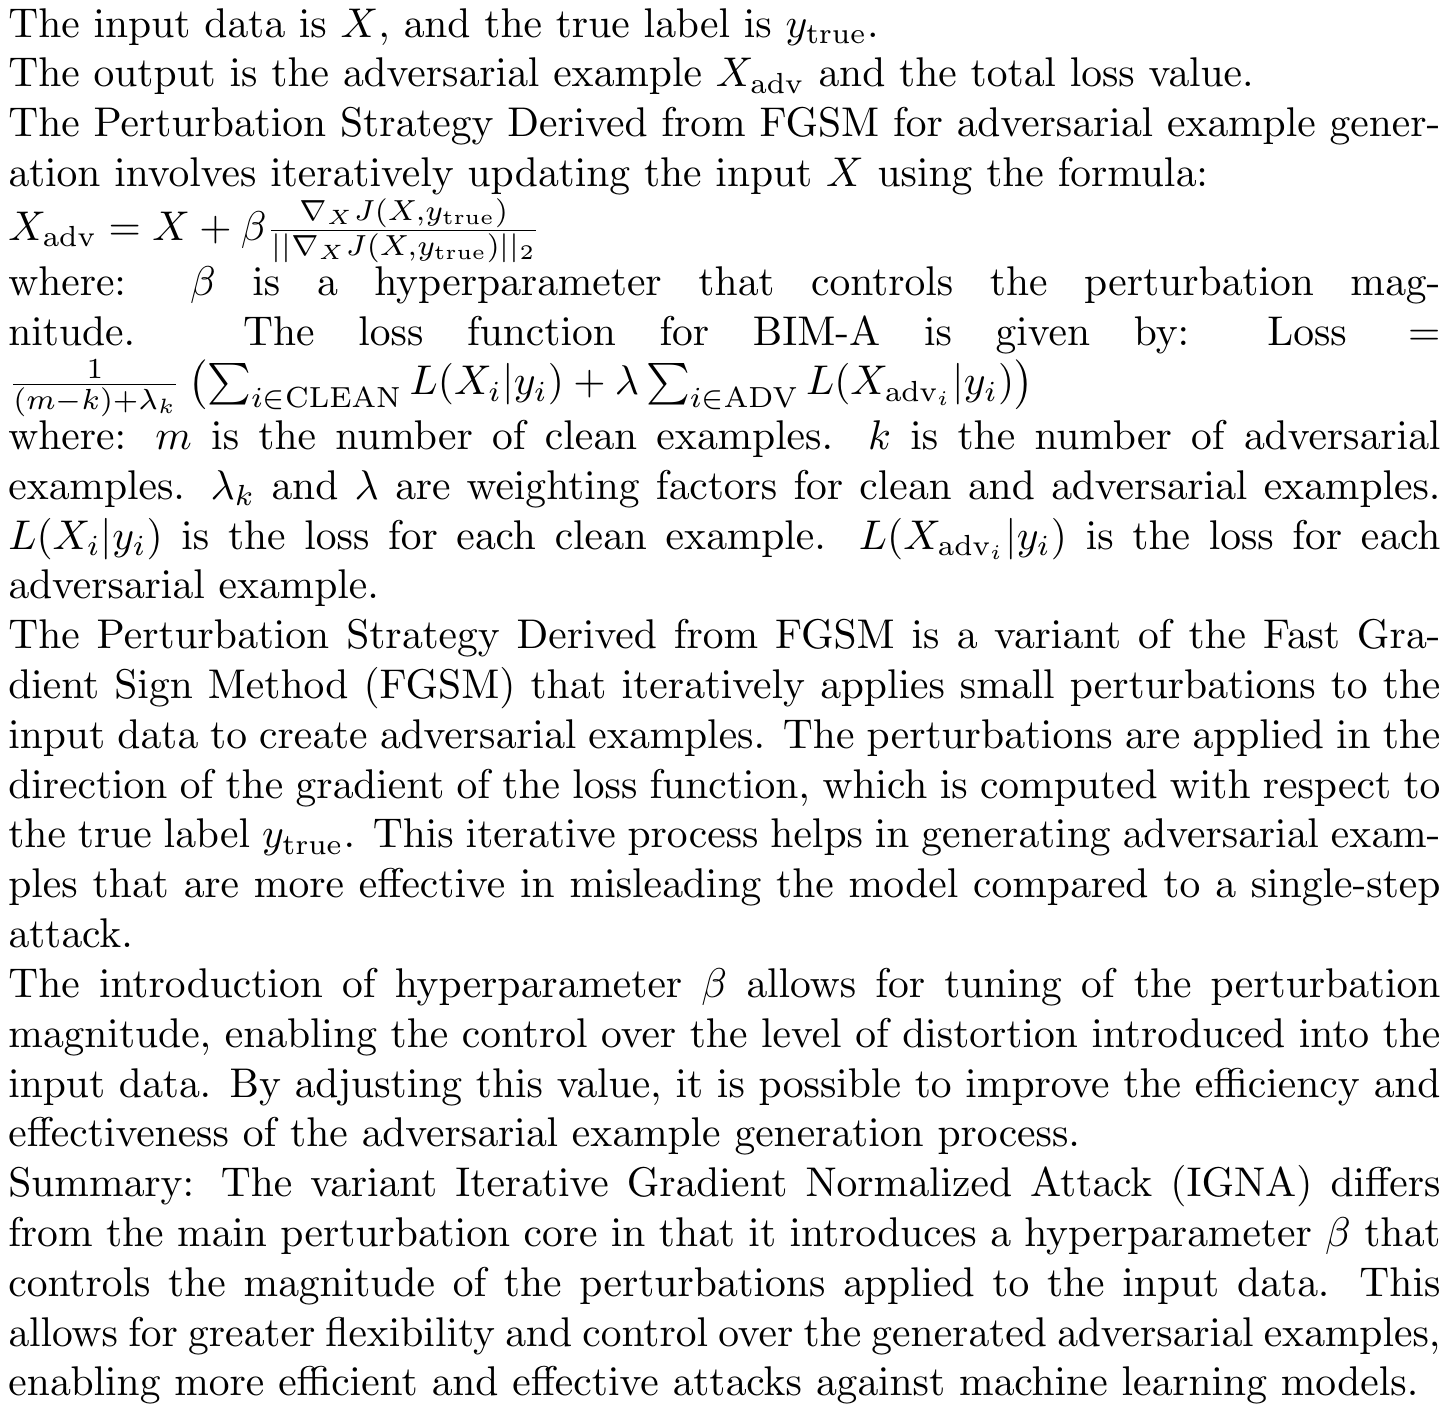 The input data is $X$, and the true label is $y_{\text{true}}$.
The output is the adversarial example $X_{\text{adv}}$ and the total loss value.
The Perturbation Strategy Derived from FGSM for adversarial example gener-
ation involves iteratively updating the input $X$ using the formula:
$X_{\text{adv}} = X + \beta \frac{\nabla_X J(X, y_{\text{true}})}{||\nabla_X J(X, y_{\text{true}})||_2}$
where: $\beta$ is a hyperparameter that controls the perturbation mag-
nitude. The loss function for BIM-A is given by: Loss =
$\frac{1}{(m-k)+\lambda_k} \left( \sum_{i \in \text{CLEAN}} L(X_i|y_i) + \lambda \sum_{i \in \text{ADV}} L(X_{\text{adv}_i}|y_i) \right)$
where: $m$ is the number of clean examples. $k$ is the number of adversarial
examples. $\lambda_k$ and $\lambda$ are weighting factors for clean and adversarial examples.
$L(X_i|y_i)$ is the loss for each clean example. $L(X_{\text{adv}_i}|y_i)$ is the loss for each
adversarial example.
The Perturbation Strategy Derived from FGSM is a variant of the Fast Gra-
dient Sign Method (FGSM) that iteratively applies small perturbations to the
input data to create adversarial examples. The perturbations are applied in the
direction of the gradient of the loss function, which is computed with respect to
the true label $y_{\text{true}}$. This iterative process helps in generating adversarial exam-
ples that are more effective in misleading the model compared to a single-step
attack.
The introduction of hyperparameter $\beta$ allows for tuning of the perturbation
magnitude, enabling the control over the level of distortion introduced into the
input data. By adjusting this value, it is possible to improve the efficiency and
effectiveness of the adversarial example generation process.
Summary: The variant Iterative Gradient Normalized Attack (IGNA) differs
from the main perturbation core in that it introduces a hyperparameter $\beta$ that
controls the magnitude of the perturbations applied to the input data. This
allows for greater flexibility and control over the generated adversarial examples,
enabling more efficient and effective attacks against machine learning models.